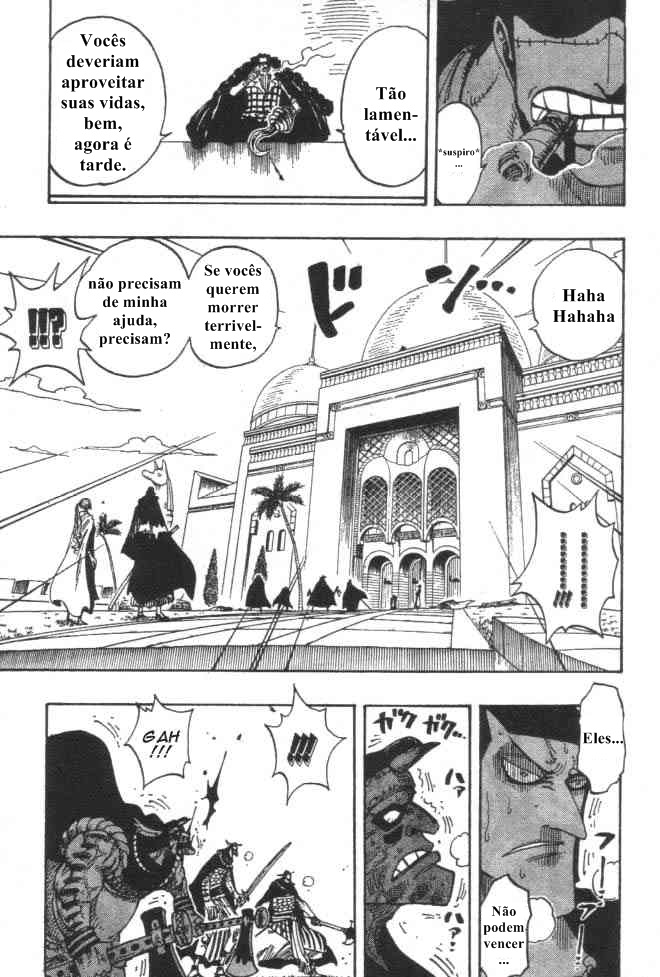 *suspiro*
...
Tão
lamen-
tável...
Vocês
deveriam
aproveitar
suas vidas,
bem,
agora é
tarde.
Haha
Hahaha
ドン...
Se vocês
querem
morrer
terrivel-
mente,
não precisam
de minha
ajuda,
precisam?
!!?
!!!
Eles...
Não
podem
vencer
...
ガクガク...
ハァ
ハァ
!!!
GAH
!!!